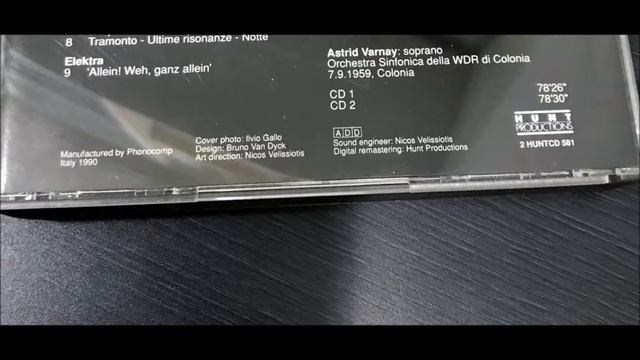 8 Tramonto - Ultime risonanze - Notte
Elektra
9 'Allein! Weh, ganz allein'
Astrid Varnay: soprano
Orchestra Sinfonica della WDR di Colonia
7.9.1959, Colonia
CD 1 78'26"
CD 2 78'30"
Manufactured by Phonocomp
Italy 1990
Cover photo: Ilvio Gallo
Design: Bruno Van Dyck
Art direction: Nicos Velissiotis
ADD
Sound engineer: Nicos Velissiotis
Digital remastering: Hunt Productions
HUNT
PRODUCTIONS
2 HUNTCD 581